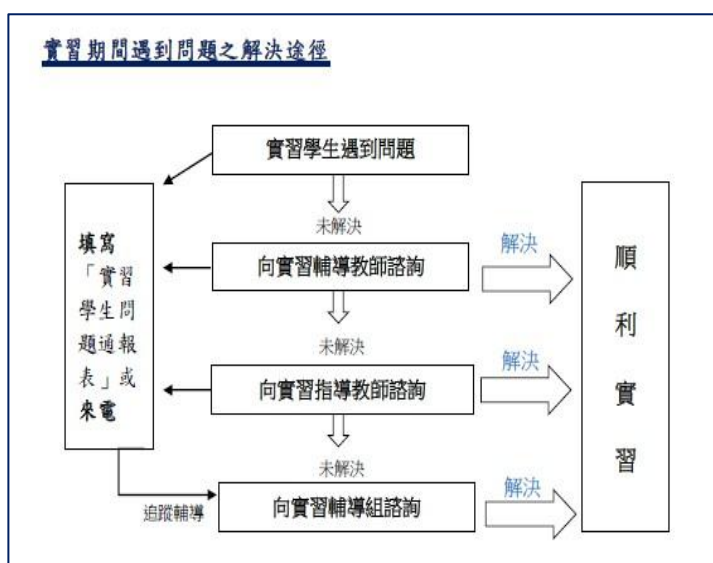 實習期間遇到問題之解決途徑
實習學生遇到問題
未解決
填寫
「實習
學生問
題通報
表」或
來電
向實習輔導教師諮詢
解決
未解決
向實習指導教師諮詢
解決
未解決
向實習輔導組諮詢
解決
追蹤輔導
順
利
實
習